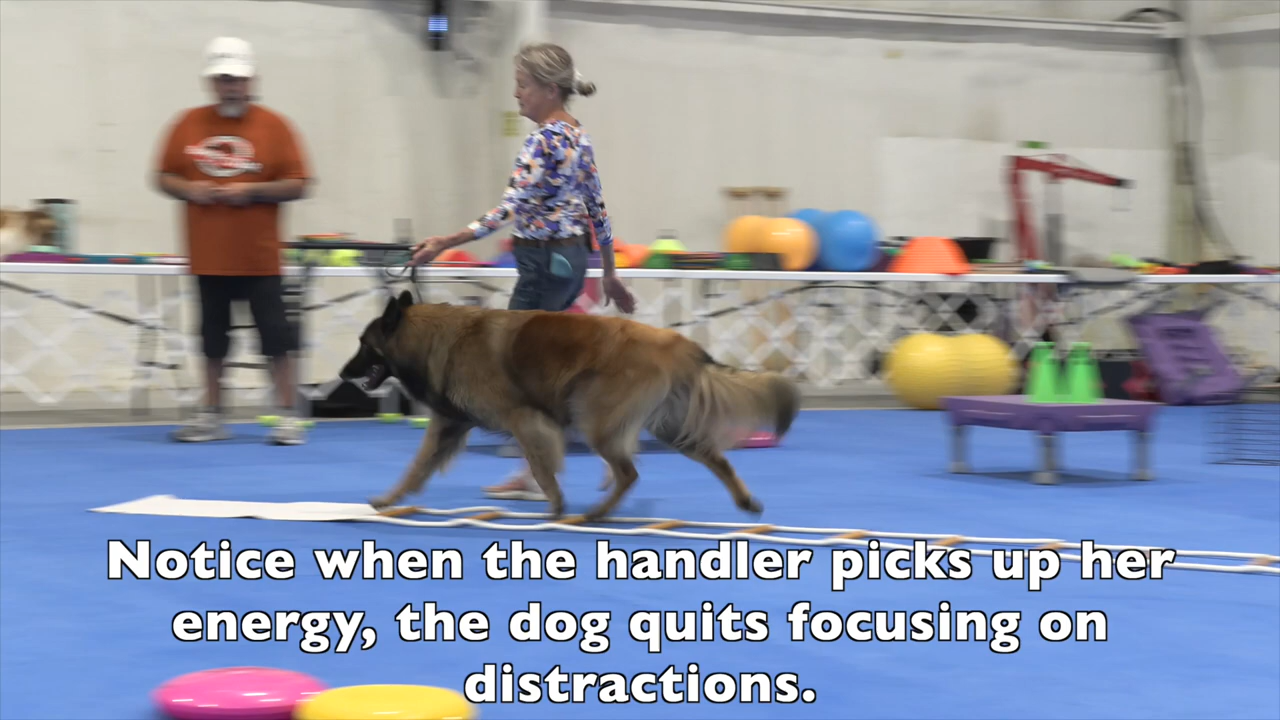 Notice when the handler picks up her
energy, the dog quits focusing on
distractions.